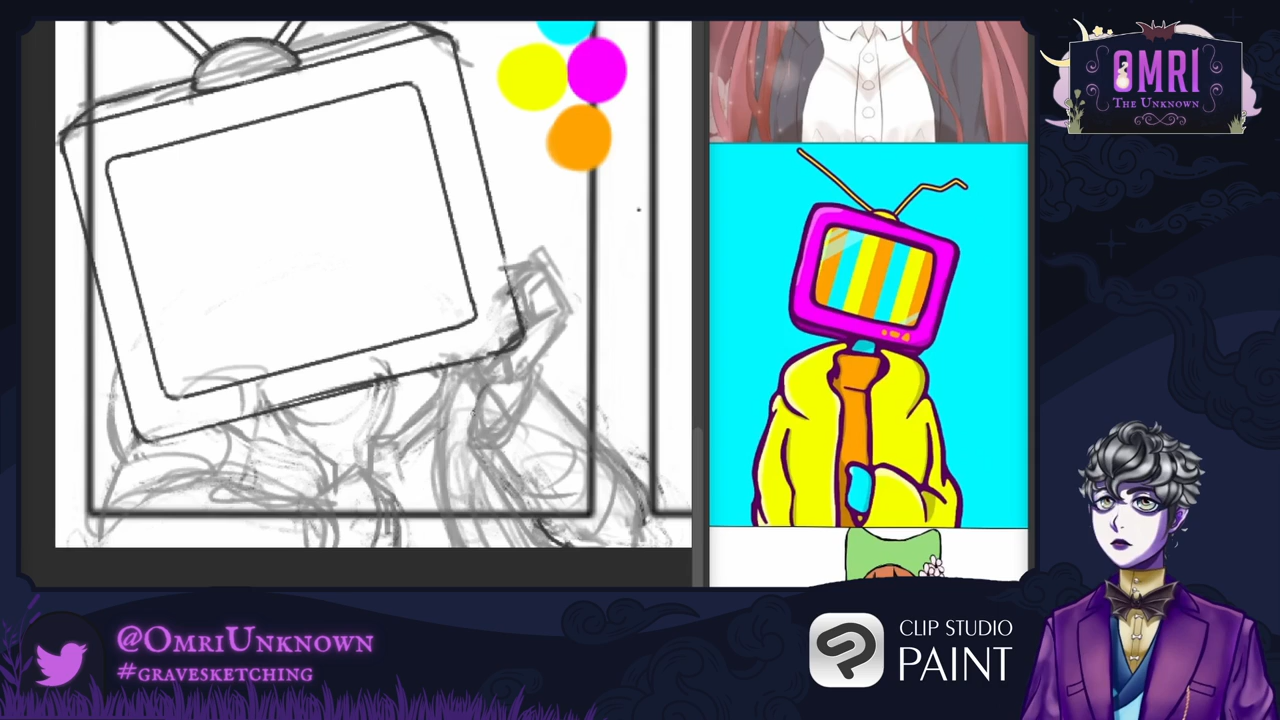 OMRI
THE UNKNOWN
@OMRIUNKNOWN
#GRAVESKETCHING
CLIP STUDIO
PAINT